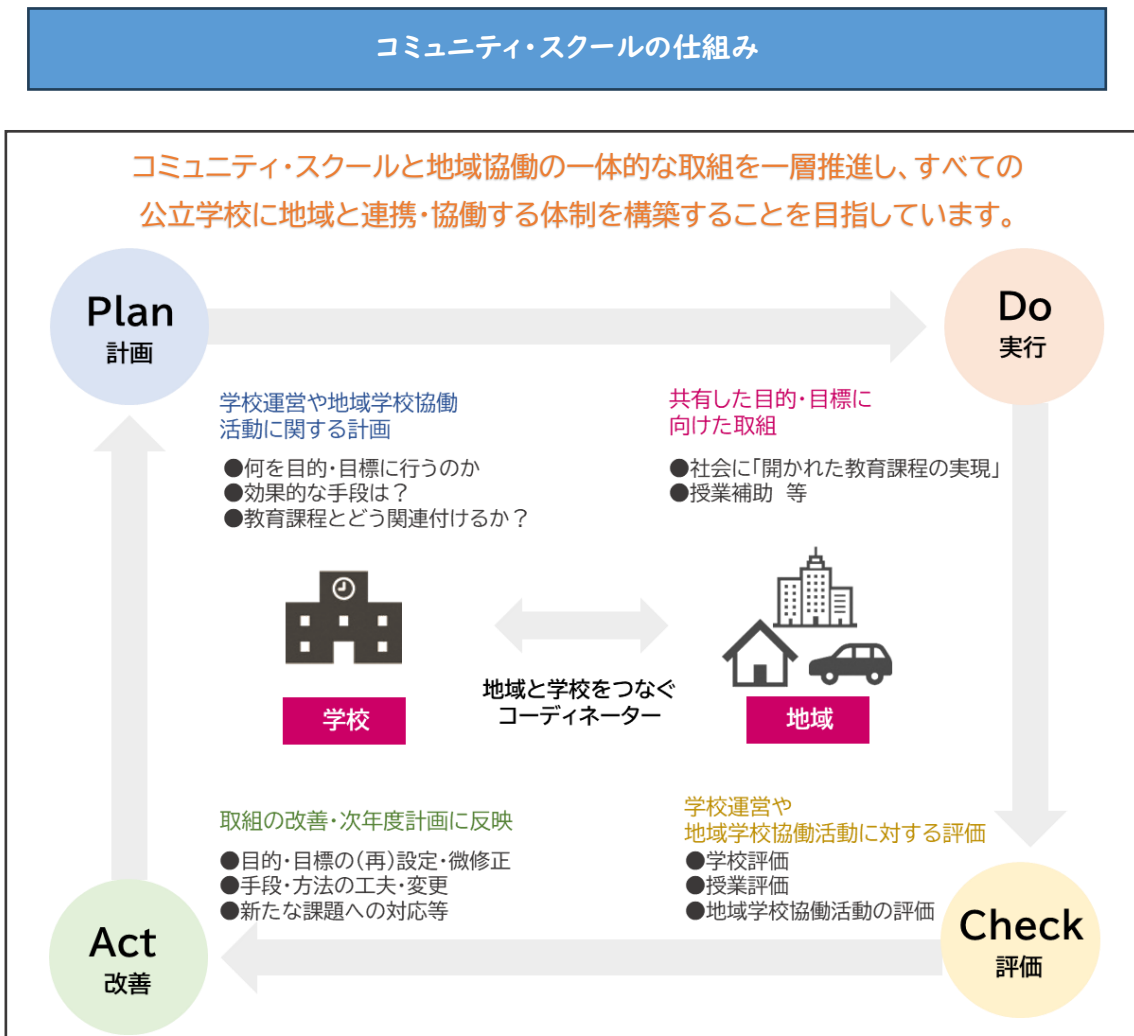 コミュニティ・スクールの仕組み
コミュニティ・スクールと地域協働の一体的な取組を一層推進し、すべての
公立学校に地域と連携・協働する体制を構築することを目指しています。
Plan
計画
Do
実行
学校運営や地域学校協働
活動に関する計画
●何を目的・目標に行うのか
●効果的な手段は？
●教育課程とどう関連付けるか？
共有した目的・目標に
向けた取組
●社会に「開かれた教育課程の実現」
●授業補助　等
学校
地域と学校をつなぐ
コーディネーター
地域
取組の改善・次年度計画に反映
●目的・目標の(再)設定・微修正
●手段・方法の工夫・変更
●新たな課題への対応等
学校運営や
地域学校協働活動に対する評価
●学校評価
●授業評価
●地域学校協働活動の評価
Act
改善
Check
評価